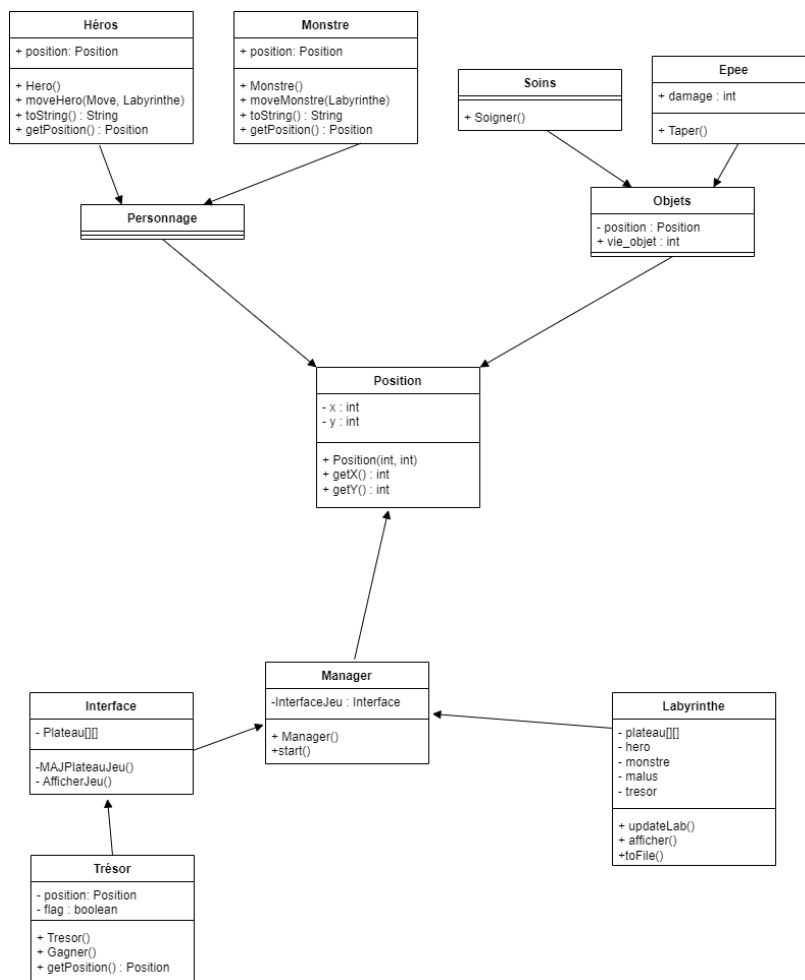 Héros
+ position: Position
+ Hero()
+ moveHero(Move, Labyrinthe)
+ toString() : String
+ getPosition() : Position
Monstre
+ position: Position
+ Monstre()
+ moveMonstre(Labyrinthe)
+ toString() : String
+ getPosition() : Position
Soins
+ Soigner()
Epee
+ damage : int
+ Taper()
Personnage
Objets
- position : Position
+ vie_objet : int
Position
- x : int
- y : int
+ Position(int, int)
+ getX() : int
+ getY() : int
Manager
-InterfaceJeu : Interface
+ Manager()
+start()
Interface
- Plateau[][]
-MAJPlateauJeu()
- AfficherJeu()
Labyrinthe
- plateau[][]
- hero
- monstre
- malus
- tresor
+ updateLab()
+ afficher()
+toFile()
Trésor
- position: Position
- flag : boolean
+ Tresor()
+ Gagner()
+ getPosition() : Position